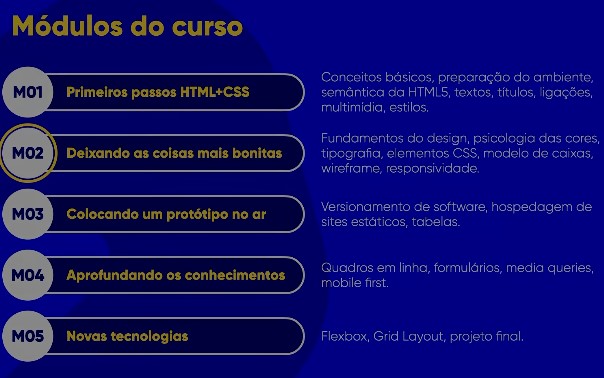 Módulos do curso
M01 Primeiros passos HTML+CSS
Conceitos básicos, preparação do ambiente,
semântica da HTML5, textos, títulos, ligações,
multimídia, estilos.
M02 Deixando as coisas mais bonitas
Fundamentos do design, psicologia das cores,
tipografia, elementos CSS, modelo de caixas,
wireframe, responsividade.
M03 Colocando um protótipo no ar
Versionamento de software, hospedagem de
sites estáticos, tabelas.
M04 Aprofundando os conhecimentos
Quadros em linha, formulários, media queries,
mobile first.
M05 Novas tecnologias
Flexbox, Grid Layout, projeto final.